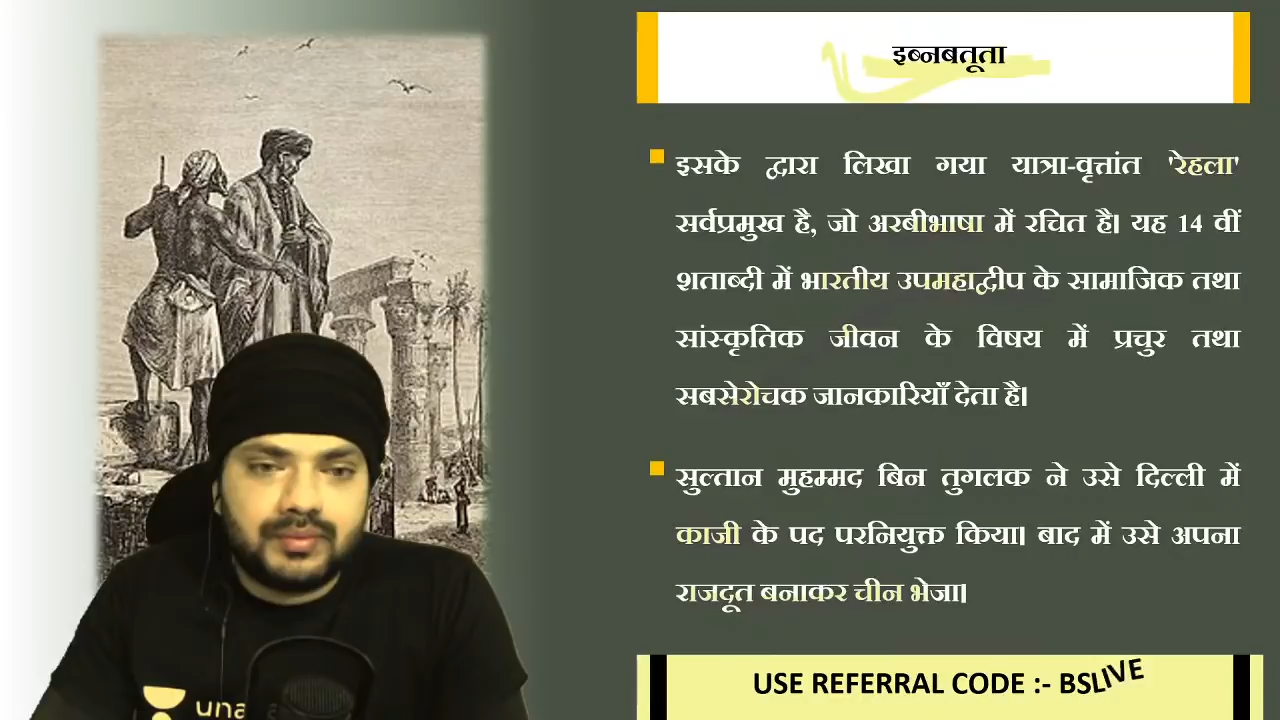 इब्नबतूता
इसके द्वारा लिखा गया यात्रा-वृत्तांत 'रेहला'
सर्वप्रमुख है, जो अरबीभाषा में रचित है। यह 14 वीं
शताब्दी में भारतीय उपमहाद्वीप के सामाजिक तथा
सांस्कृतिक जीवन के विषय में प्रचुर तथा
सबसेरोचक जानकारियाँ देता है।
सुल्तान मुहम्मद बिन तुगलक ने उसे दिल्ली में
काजी के पद परनियुक्त किया। बाद में उसे अपना
राजदूत बनाकर चीन भेजा।
USE REFERRAL CODE :- BSLIVE
una